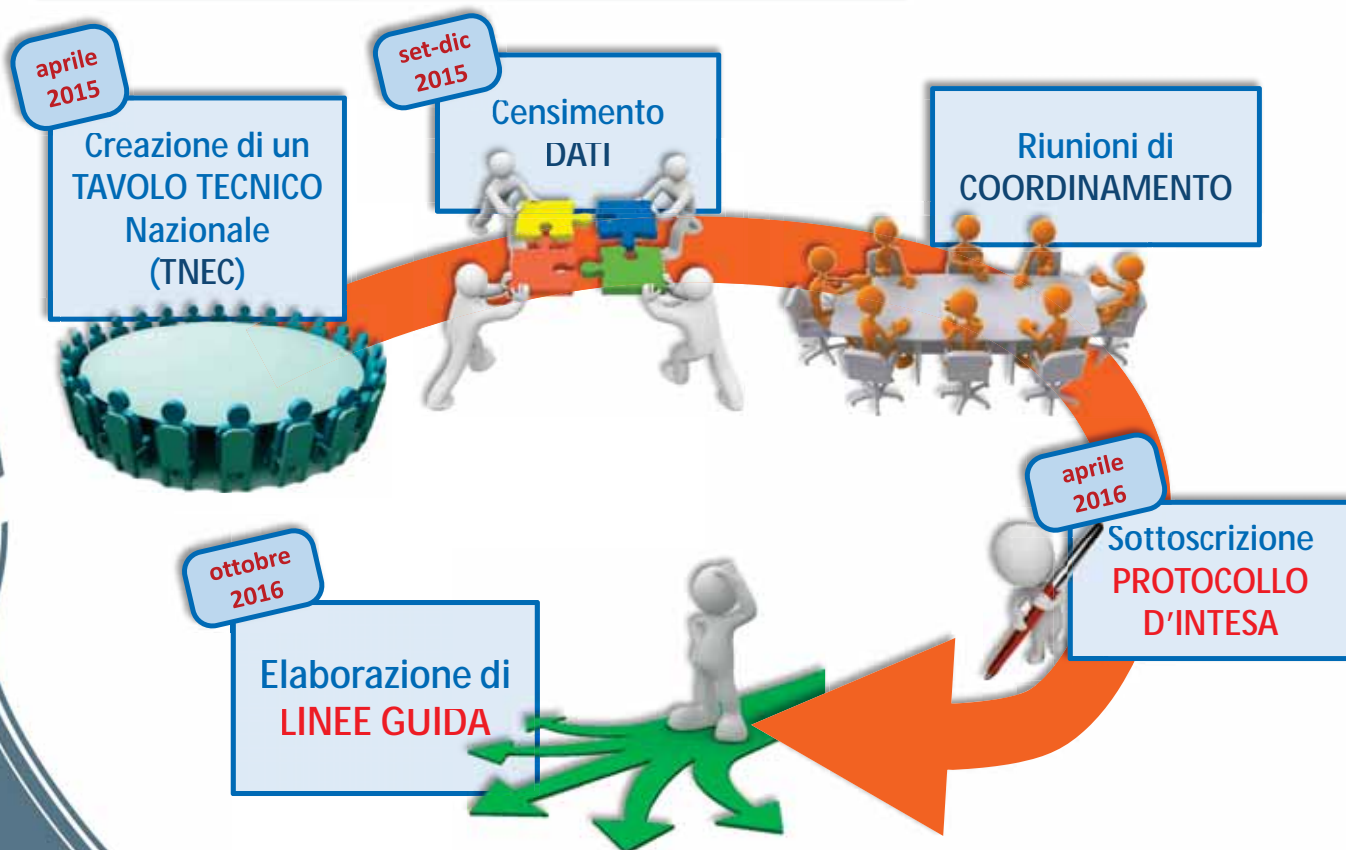 aprile
2015
Creazione di un
TAVOLO TECNICO
Nazionale
(TNEC)
set-dic
2015
Censimento
DATI
Riunioni di
COORDINAMENTO
aprile
2016
Sottoscrizione
PROTOCOLLO
D'INTESA
ottobre
2016
Elaborazione di
LINEE GUIDA